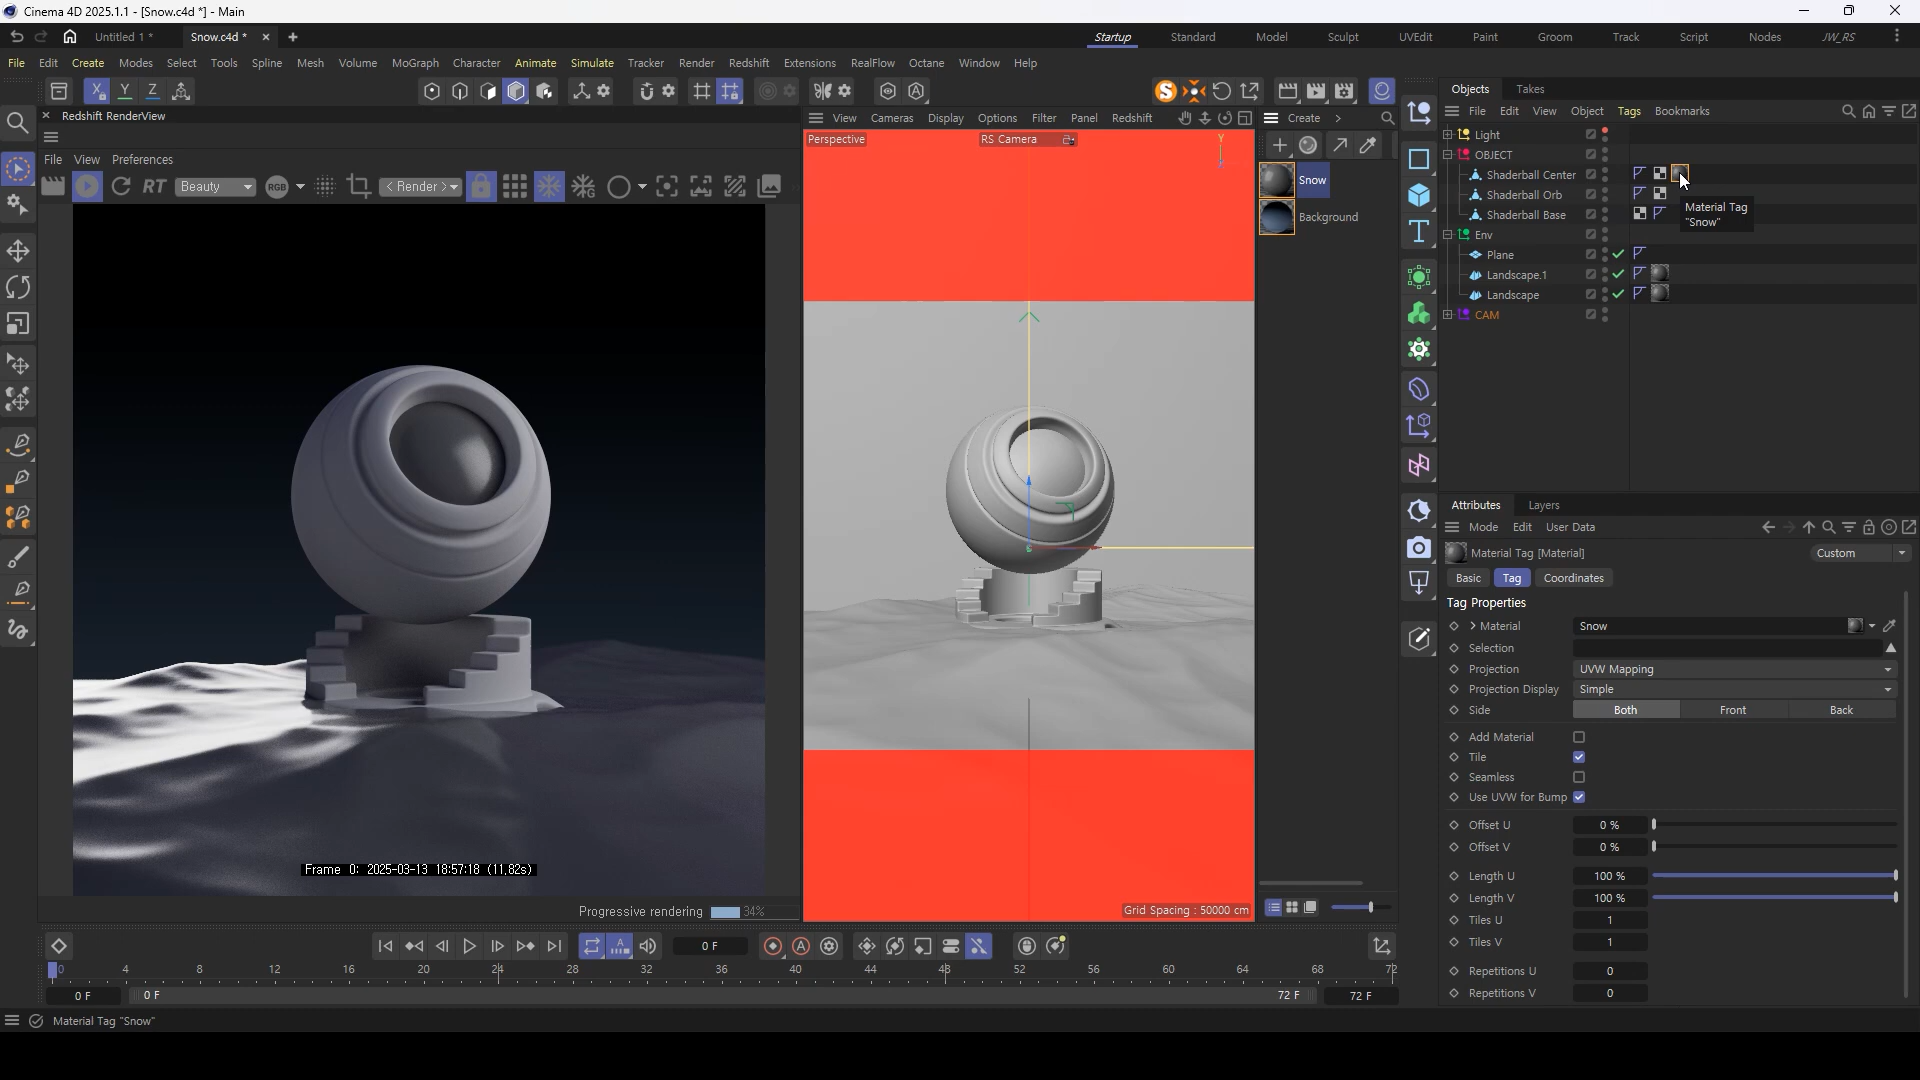 Cinema 4D 2025.1.1 - [Snow.c4d *] - Main
Untitled 1 *
Snow.c4d *
Startup
Standard
Model
Sculpt
UVEdit
Paint
Groom
Track
Script
Nodes
JW_RS
File Edit Create Modes Select Tools Spline Mesh Volume MoGraph Character Animate Simulate Tracker Render Redshift Extensions RealFlow Octane Window Help
X Y Z
Redshift RenderView
File View Preferences
RT Beauty RGB < Render >
View Cameras Display Options Filter Panel Redshift
Perspective
RS Camera
Y
Create
Snow
Background
Objects Takes
File Edit View Object Tags Bookmarks
Light
OBJECT
Shaderball Center
Shaderball Orb
Shaderball Base
Material Tag
"Snow"
Env
Plane
Landscape.1
Landscape
CAM
Attributes Layers
Mode Edit User Data
Material Tag [Material]
Custom
Basic Tag Coordinates
Tag Properties
Material Snow
Selection
Projection UVW Mapping
Projection Display Simple
Side Both Front Back
Add Material
Tile
Seamless
Use UVW for Bump
Offset U 0 %
Offset V 0 %
Length U 100 %
Length V 100 %
Tiles U 1
Tiles V 1
Repetitions U 0
Repetitions V 0
Frame 0: 2025-03-13 18:57:18 (11.82s)
Progressive rendering 34%
Grid Spacing : 50000 cm
0 F
0 4 8 12 16 20 24 28 32 36 40 44 48 52 56 60 64 68 72
0 F 0 F 72 F 72 F
Material Tag "Snow"